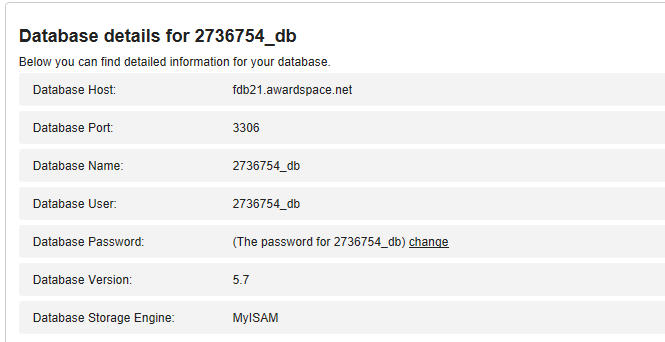 Database details for 2736754_db
Below you can find detailed information for your database.
Database Host: fdb21.awardspace.net
Database Port: 3306
Database Name: 2736754_db
Database User: 2736754_db
Database Password: (The password for 2736754_db) change
Database Version: 5.7
Database Storage Engine: MyISAM